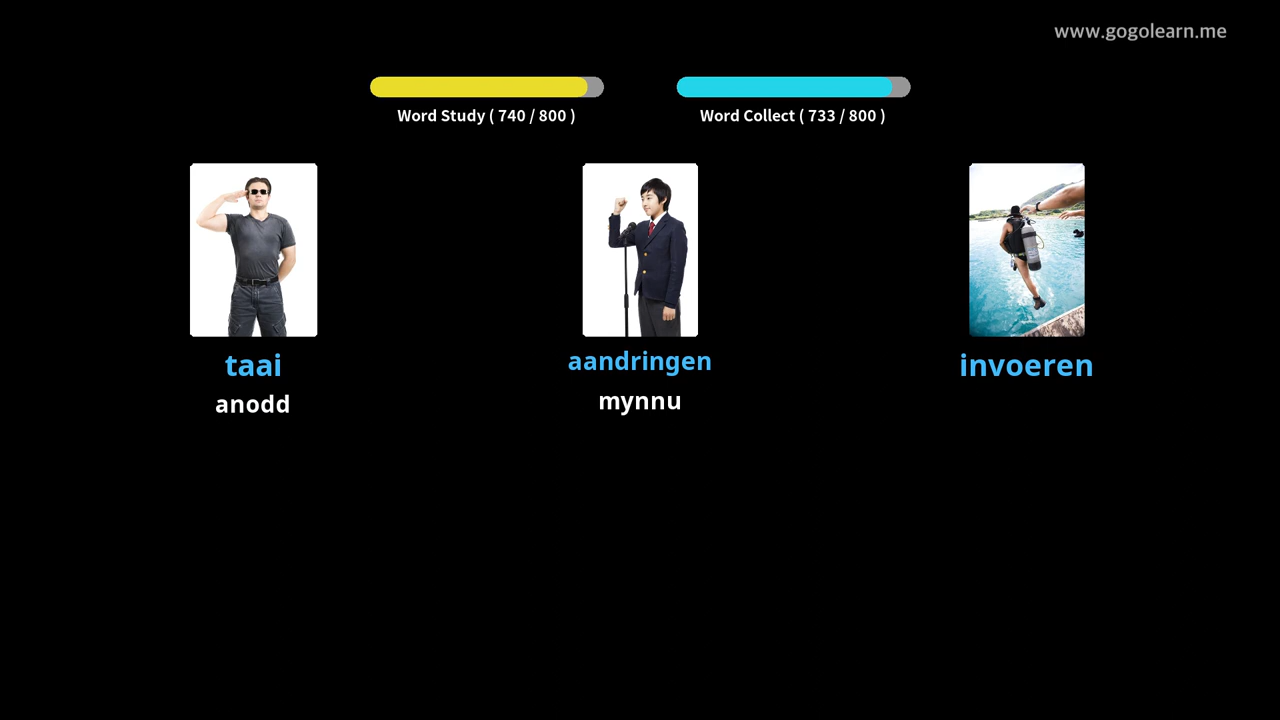 www.gogolearn.me
Word Study ( 740 / 800 )
Word Collect ( 733 / 800 )
taai
anodd
aandringen
mynnu
invoeren